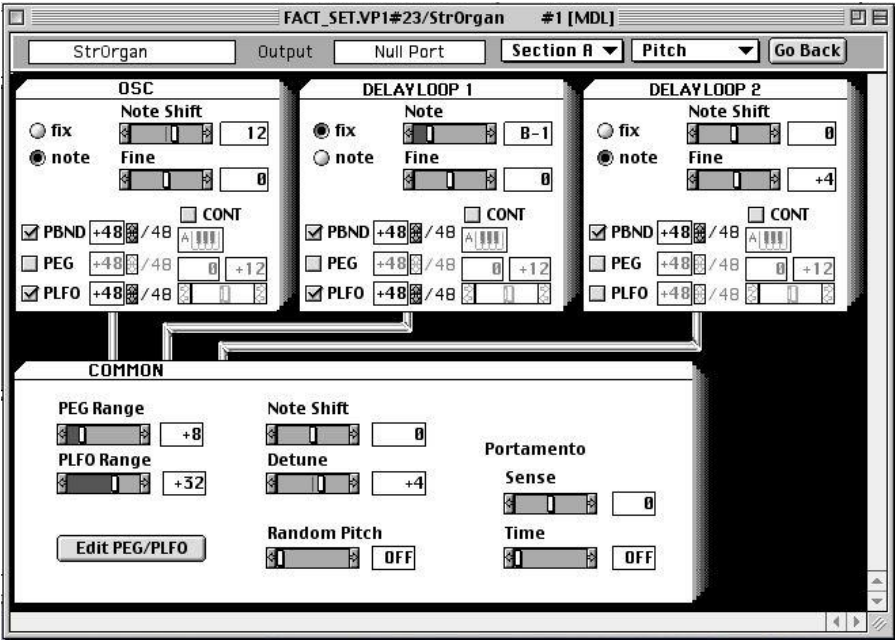 FACT_SET.VP1#23/StrOrgan #1 [MDL]
StrOrgan Output Null Port Section A Pitch Go Back
OSC
Note Shift
fix 12
note Fine
0
CONT
PBND +48 /48 A
PEG +48 /48 0 +12
PLFO +48 /48
DELAY LOOP 1
Note
fix B-1
note Fine
0
CONT
PBND +48 /48 A
PEG +48 /48 0 +12
PLFO +48 /48
DELAY LOOP 2
Note Shift
fix 0
note Fine
+4
CONT
PBND +48 /48 A
PEG +48 /48 0 +12
PLFO +48 /48
COMMON
PEG Range Note Shift
+8 0
PLFO Range Detune
+32 +4
Portamento
Sense
0
Edit PEG/PLFO Random Pitch Time
OFF OFF